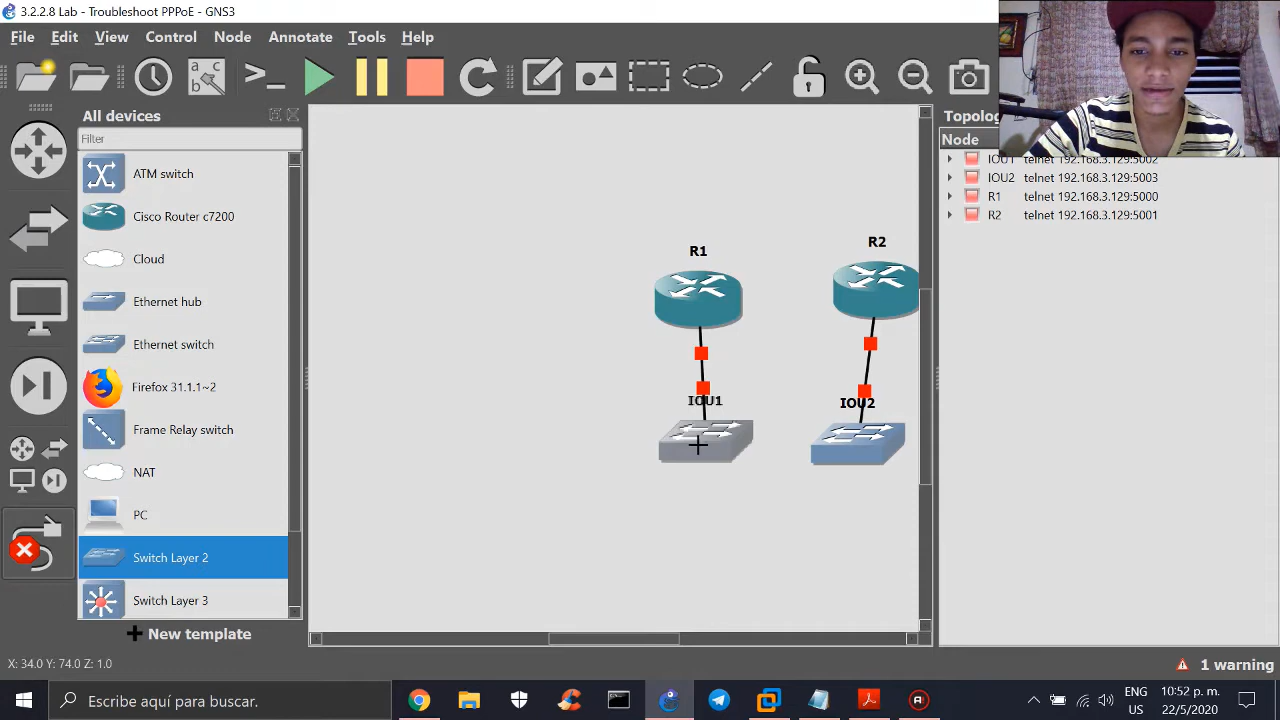 3.2.2.8 Lab - Troubleshoot PPPoE - GNS3
File Edit View Control Node Annotate Tools Help
All devices
Filter
ATM switch
Cisco Router c7200
Cloud
Ethernet hub
Ethernet switch
Firefox 31.1.1~2
Frame Relay switch
NAT
PC
Switch Layer 2
Switch Layer 3
New template
R1
R2
IOU1
IOU2
Node
IOU1 telnet 192.168.3.129:5002
IOU2 telnet 192.168.3.129:5003
R1 telnet 192.168.3.129:5000
R2 telnet 192.168.3.129:5001
X: 34.0 Y: 74.0 Z: 1.0
1 warning
Escribe aquí para buscar.
ENG
US
10:52 p. m.
22/5/2020